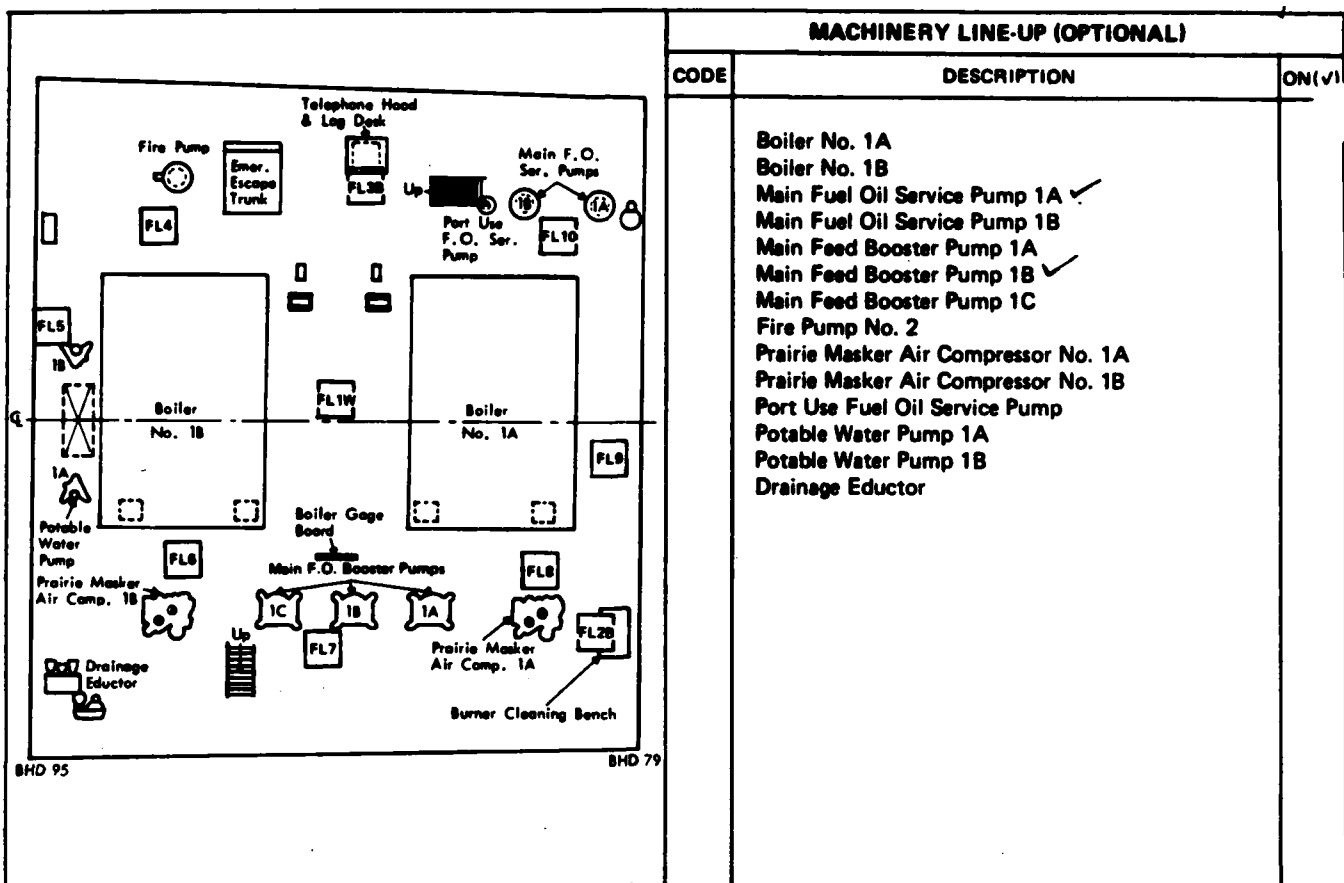 Telephone Hood
& Log Desk
Fire Pump
Emer.
Escape
Trunk
FL3B
Main F.O.
Ser. Pumps
Up
1B
1A
FL4
Port Use
F.O. Ser.
Pump
FL10
FL5
1B
Boiler
No. 1B
FL1W
Boiler
No. 1A
FL9
1A
Potable
Water
Pump
FL6
Boiler Gage
Board
Main F.O. Booster Pumps
FL8
Prairie Masker
Air Comp. 1B
1C
1B
1A
FL7
Up
Prairie Masker
Air Comp. 1A
FL2B
Drainage
Eductor
Burner Cleaning Bench
BHD 95
BHD 79
MACHINERY LINE-UP (OPTIONAL)
CODE DESCRIPTION ON(√)
Boiler No. 1A
Boiler No. 1B
Main Fuel Oil Service Pump 1A ✓
Main Fuel Oil Service Pump 1B
Main Feed Booster Pump 1A
Main Feed Booster Pump 1B ✓
Main Feed Booster Pump 1C
Fire Pump No. 2
Prairie Masker Air Compressor No. 1A
Prairie Masker Air Compressor No. 1B
Port Use Fuel Oil Service Pump
Potable Water Pump 1A
Potable Water Pump 1B
Drainage Eductor